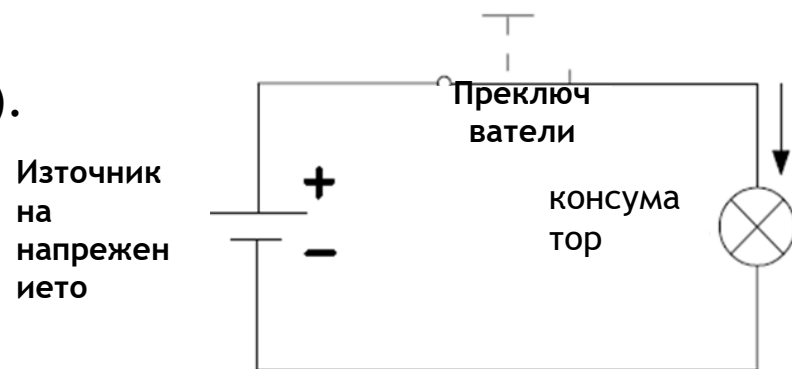 ).
Преключ
ватели
Източник
на
напрежен
ието
+
−
консума
тор